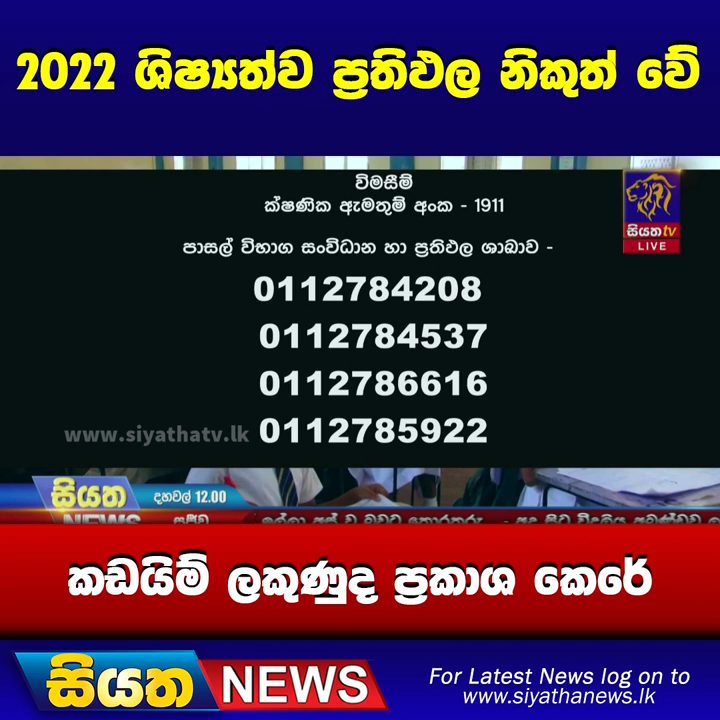 2022 ශිෂ්‍යත්ව ප්‍රතිඵල නිකුත් වේ
විමසීම්
ක්ෂණික ඇමතුම් අංක - 1911
සියත tv
LIVE
පාසල් විභාග සංවිධාන හා ප්‍රතිඵල ශාඛාව -
0112784208
0112784537
0112786616
www.siyathatv.lk 0112785922
සියත දහවල් 12.00
NEWS
කඩයිම් ලකුණුද ප්‍රකාශ කෙරේ
සියත NEWS
For Latest News log on to
www.siyathanews.lk